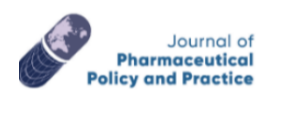 Journal of
Pharmaceutical
Policy and Practice